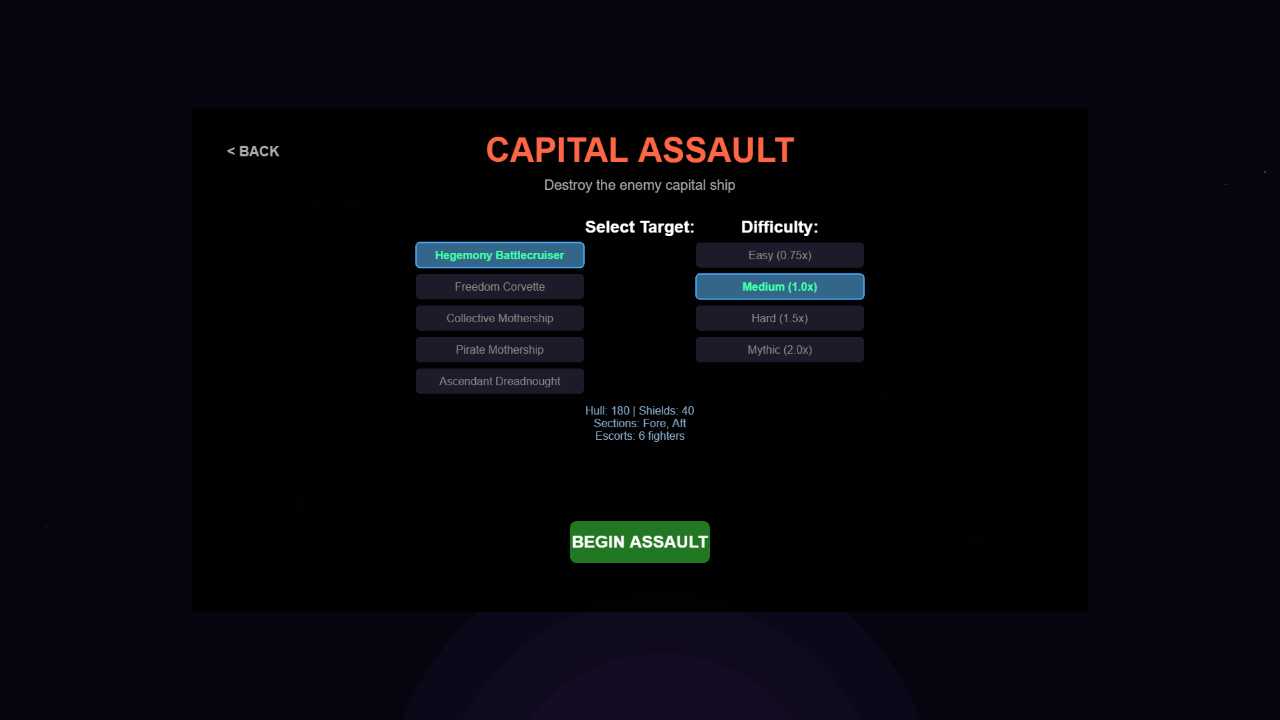 < BACK
CAPITAL ASSAULT
Destroy the enemy capital ship
Select Target:
Hegemony Battlecruiser
Freedom Corvette
Collective Mothership
Pirate Mothership
Ascendant Dreadnought
Difficulty:
Easy (0.75x)
Medium (1.0x)
Hard (1.5x)
Mythic (2.0x)
Hull: 180 | Shields: 40
Sections: Fore, Aft
Escorts: 6 fighters
BEGIN ASSAULT